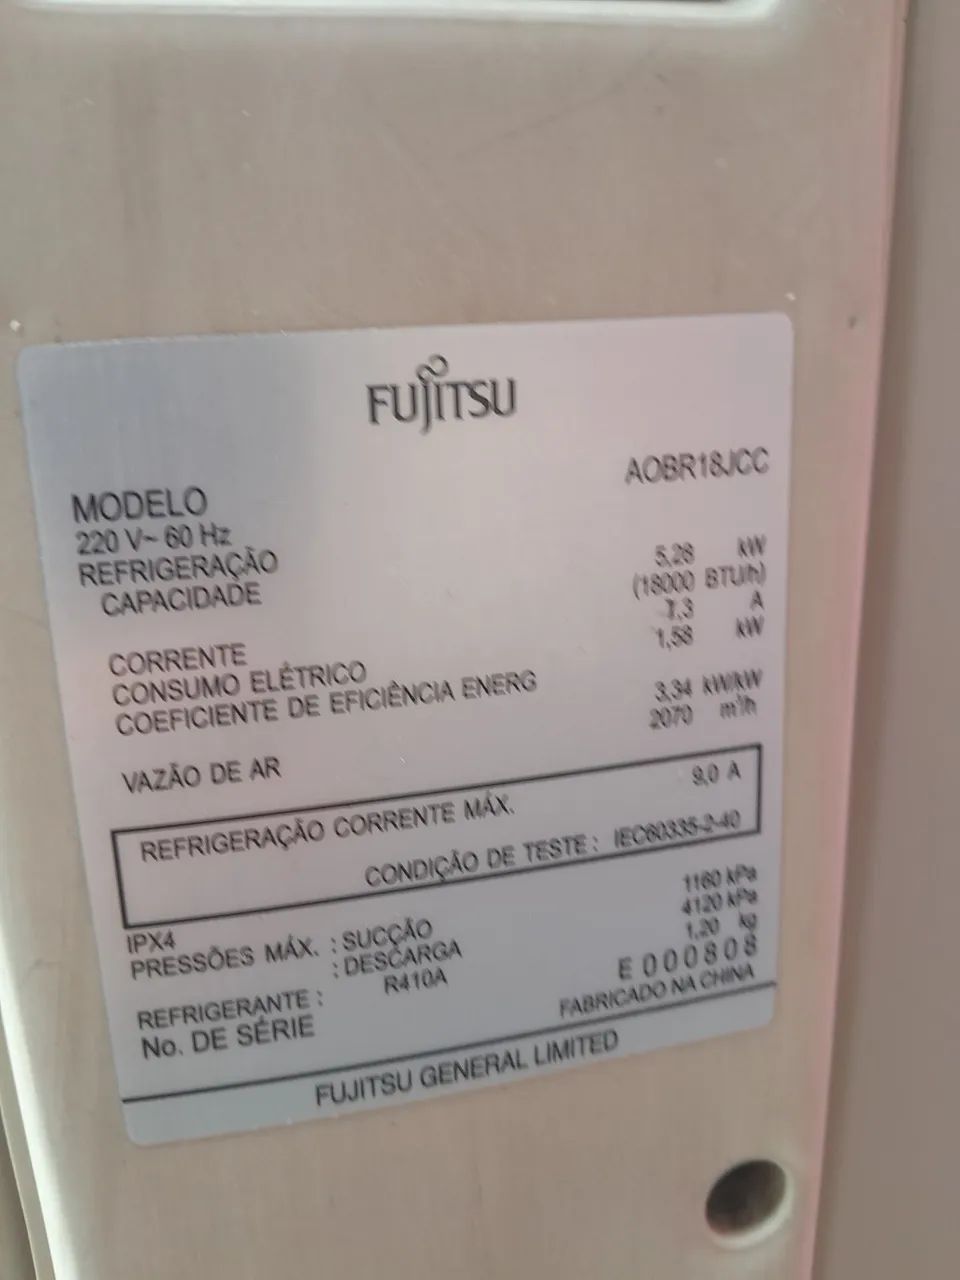 FUJITSU
MODELO AOBR18JCC
220 V~ 60 Hz
REFRIGERAÇÃO
CAPACIDADE 5,28 kW
(18000 BTU/h)
CORRENTE 7,3 A
CONSUMO ELÉTRICO 1,58 kW
COEFICIENTE DE EFICIÊNCIA ENERG 3,34 kW/kW
VAZÃO DE AR 2070 m³/h
REFRIGERAÇÃO CORRENTE MÁX. 9,0 A
CONDIÇÃO DE TESTE : IEC60335-2-40
IPX4
PRESSÕES MÁX. : SUCÇÃO 1160 kPa
: DESCARGA 4120 kPa
REFRIGERANTE : R410A 1,20 kg
No. DE SÉRIE E 000808
FABRICADO NA CHINA
FUJITSU GENERAL LIMITED